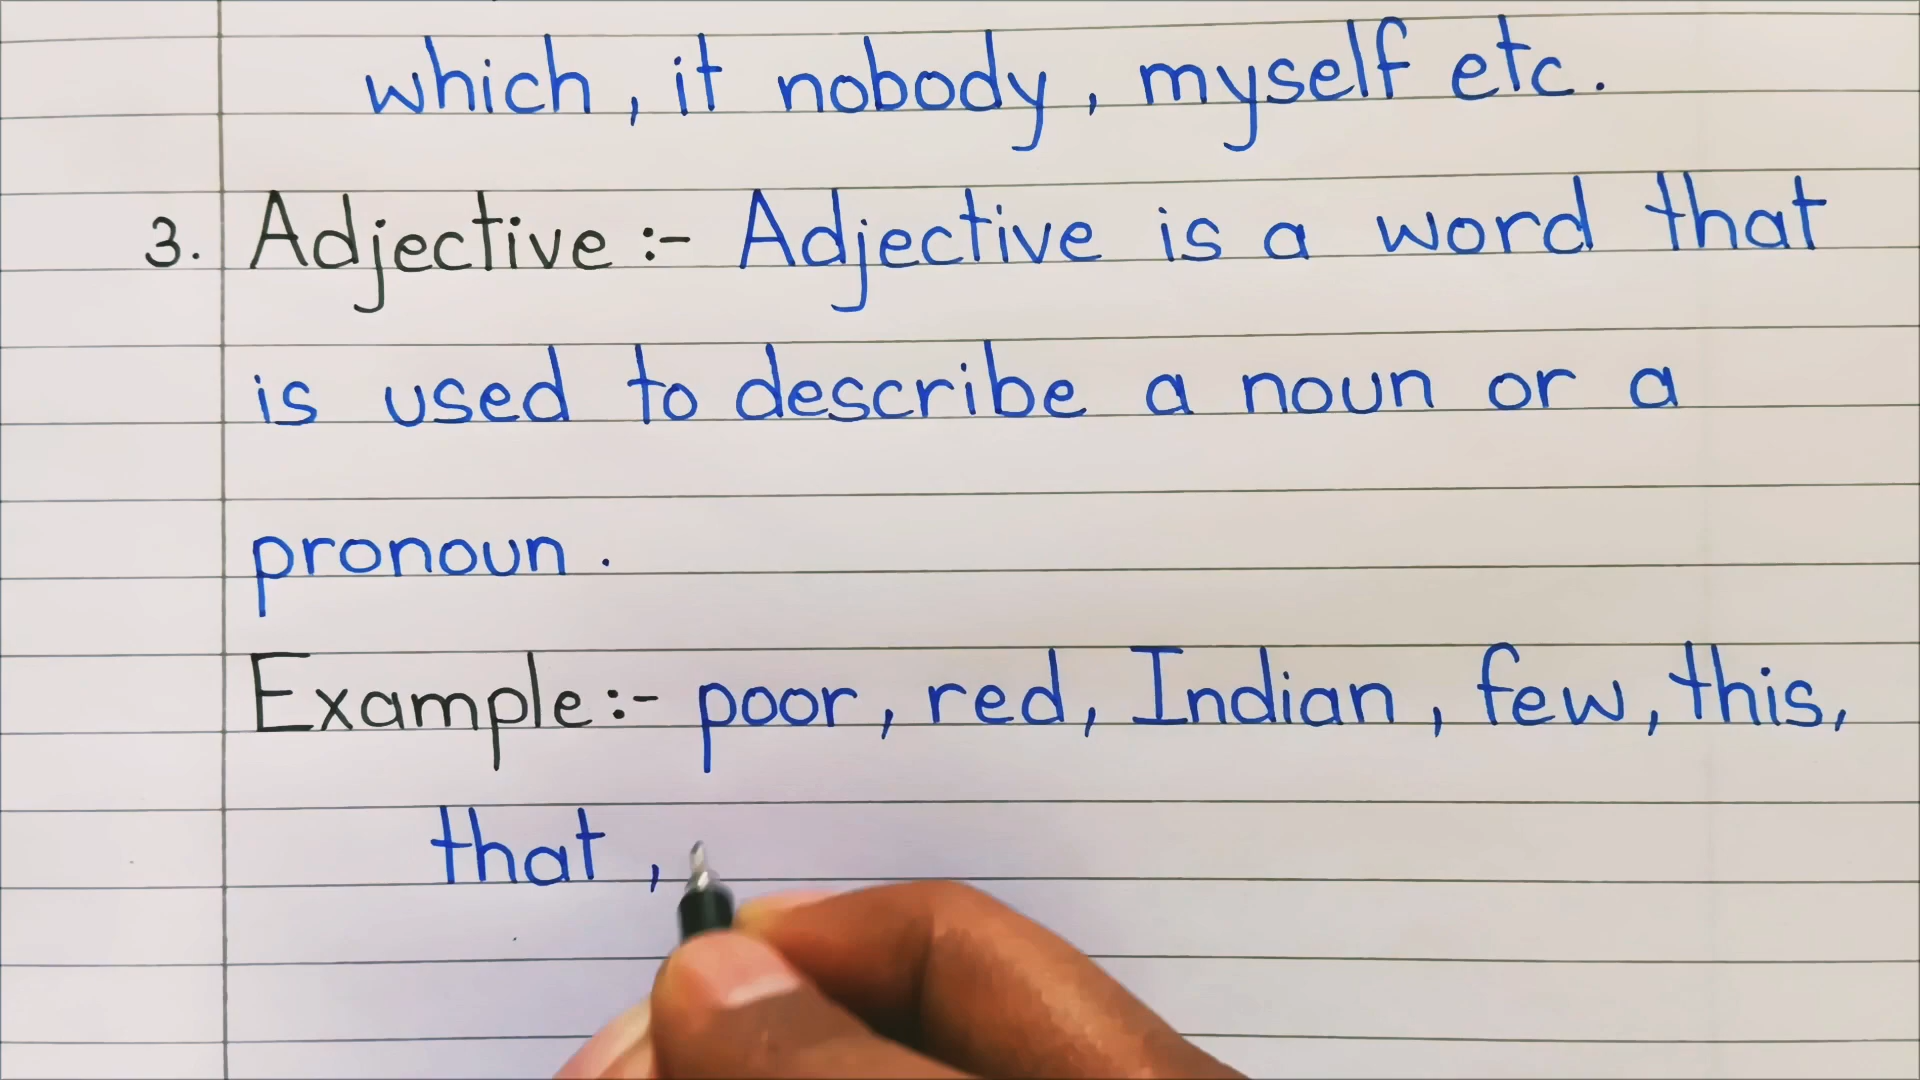 which, it nobody, myself etc.
3. Adjective :- Adjective is a word that
is used to describe a noun or a
pronoun.
Example :- poor, red, Indian, few, this,
that ,